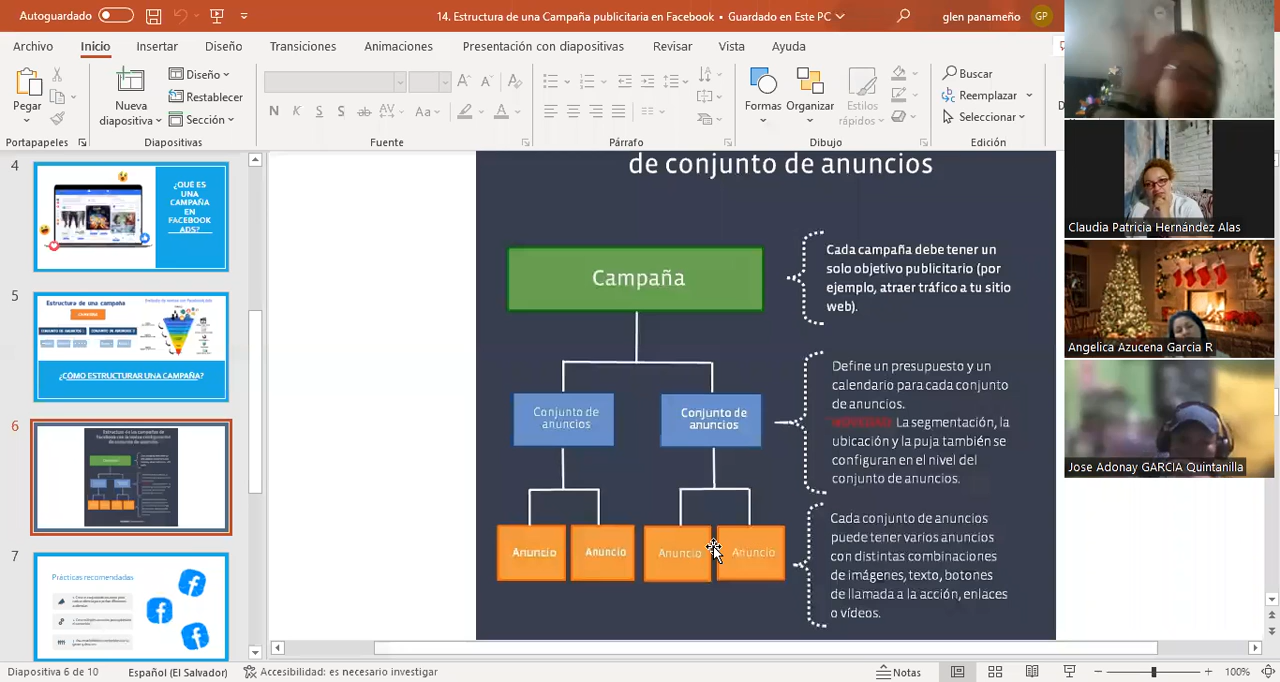 Autoguardado
14. Estructura de una Campaña publicitaria en Facebook • Guardado en Este PC
glen panameño
GP
Archivo
Inicio
Insertar
Diseño
Transiciones
Animaciones
Presentación con diapositivas
Revisar
Vista
Ayuda
Pegar
Nueva
diapositiva
Diseño
Restablecer
Sección
N
K
S
S
ab
AV
Aa
A
Formas
Organizar
Estilos
rápidos
Buscar
Reemplazar
Seleccionar
Portapapeles
Diapositivas
Fuente
Párrafo
Dibujo
Edición
4
¿QUÉ ES
UNA
CAMPAÑA
EN
FACEBOOK
ADS?
5
Estructura de una campaña
¿CÓMO ESTRUCTURAR UNA CAMPAÑA?
6
7
Prácticas recomendadas
de conjunto de anuncios
Campaña
Cada campaña debe tener un
solo objetivo publicitario (por
ejemplo, atraer tráfico a tu sitio
web).
Conjunto de
anuncios
Conjunto de
anuncios
Define un presupuesto y un
calendario para cada conjunto
de anuncios.
La segmentación, la
ubicación y la puja también se
configuran en el nivel del
conjunto de anuncios.
Anuncio
Anuncio
Anuncio
Anuncio
Cada conjunto de anuncios
puede tener varios anuncios
con distintas combinaciones
de imágenes, texto, botones
de llamada a la acción, enlaces
o vídeos.
Claudia Patricia Hernández Alas
Angelica Azucena Garcia R
Jose Adonay GARCIA Quintanilla
Diapositiva 6 de 10
Español (El Salvador)
Accesibilidad: es necesario investigar
Notas
100%